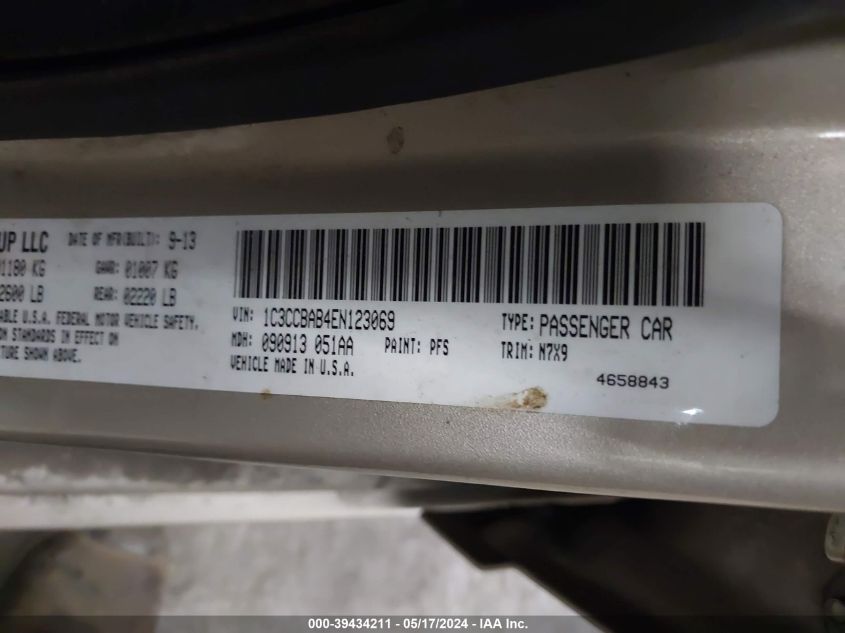 UP LLC DATE OF MFR(BUILT): 9-13
01180 KG GAWR: 01007 KG
2600 LB REAR: 02220 LB
ABLE U.S.A. FEDERAL MOTOR VEHICLE SAFETY,
STANDARDS IN EFFECT ON
TURE SHOWN ABOVE.
VIN: 1C3CCBAB4EN123069 TYPE: PASSENGER CAR
MDH: 090913 051AA PAINT: PFS TRIM: N7X9
VEHICLE MADE IN U.S.A.
4658843
000-39434211 - 05/17/2024 - IAA Inc.